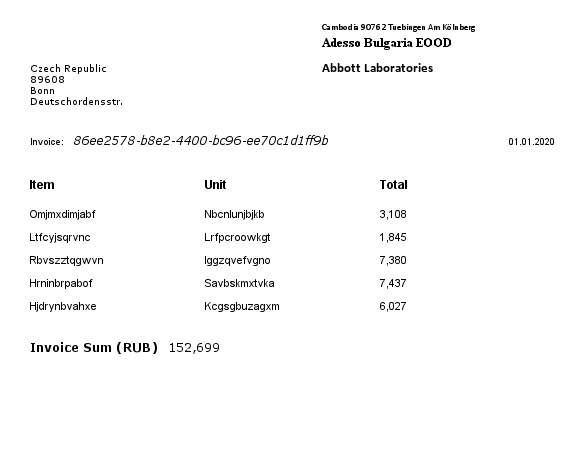 Cambodia 90762 Tuebingen Am Kölnberg
Adesso Bulgaria EOOD
Abbott Laboratories
Czech Republic
89608
Bonn
Deutschordensstr.
Invoice: 86ee2578-b8e2-4400-bc96-ee70c1d1ff9b 01.01.2020
Item Unit Total
Omjmxdimjabf Nbcnlunjbjkb 3,108
Ltfcyjsqrvnc Lrfpcroowkgt 1,845
Rbvszztqgwvn Iggzqvefvgno 7,380
Hrninbrpabof Savbskmxtvka 7,437
Hjdrynbvahxe Kcgsgbuzagxm 6,027
Invoice Sum (RUB) 152,699